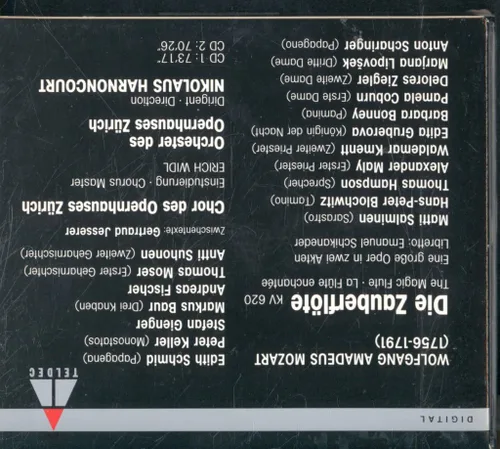 DIGITAL
TELDEC
WOLFGANG AMADEUS MOZART
(1756-1791)
Die Zauberflöte KV 620
The Magic Flute · La Flûte enchantée
Eine große Oper in zwei Akten
Libretto: Emanuel Schikaneder
Matti Salminen (Sarastro)
Hans-Peter Blochwitz (Tamino)
Thomas Hampson (Sprecher)
Alexander Maly (Erster Priester)
Waldemar Kmentt (Zweiter Priester)
Edita Gruberova (Königin der Nacht)
Barbara Bonney (Pamina)
Pamela Coburn (Erste Dame)
Delores Ziegler (Zweite Dame)
Marjana Lipovšek (Dritte Dame)
Anton Scharinger (Papageno)
Edith Schmid (Papagena)
Peter Keller (Monostatos)
Stefan Gienger
Markus Baur (Drei Knaben)
Andreas Fischer
Thomas Moser (Erster Geharnischter)
Antti Suhonen (Zweiter Geharnischter)
Zwischentexte: Gertraud Jesserer
Chor des Opernhauses Zürich
Einstudierung · Chorus Master
ERICH WIDL
Orchester des
Opernhauses Zürich
Dirigent · Direction
NIKOLAUS HARNONCOURT
CD 1: 73'17"
CD 2: 70'26"